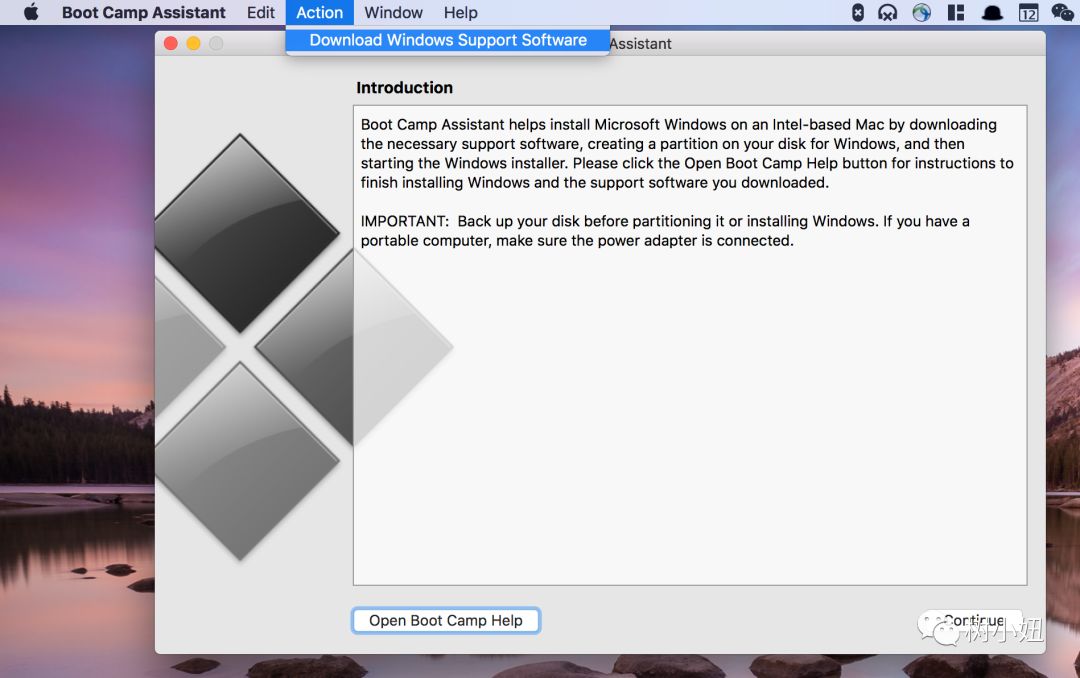 Boot Camp Assistant Edit Action Window Help 12
Download Windows Support Software
Assistant
Introduction
Boot Camp Assistant helps install Microsoft Windows on an Intel-based Mac by downloading
the necessary support software, creating a partition on your disk for Windows, and then
starting the Windows installer. Please click the Open Boot Camp Help button for instructions to
finish installing Windows and the support software you downloaded.
IMPORTANT:  Back up your disk before partitioning it or installing Windows. If you have a
portable computer, make sure the power adapter is connected.
Open Boot Camp Help
Continue
树小妞